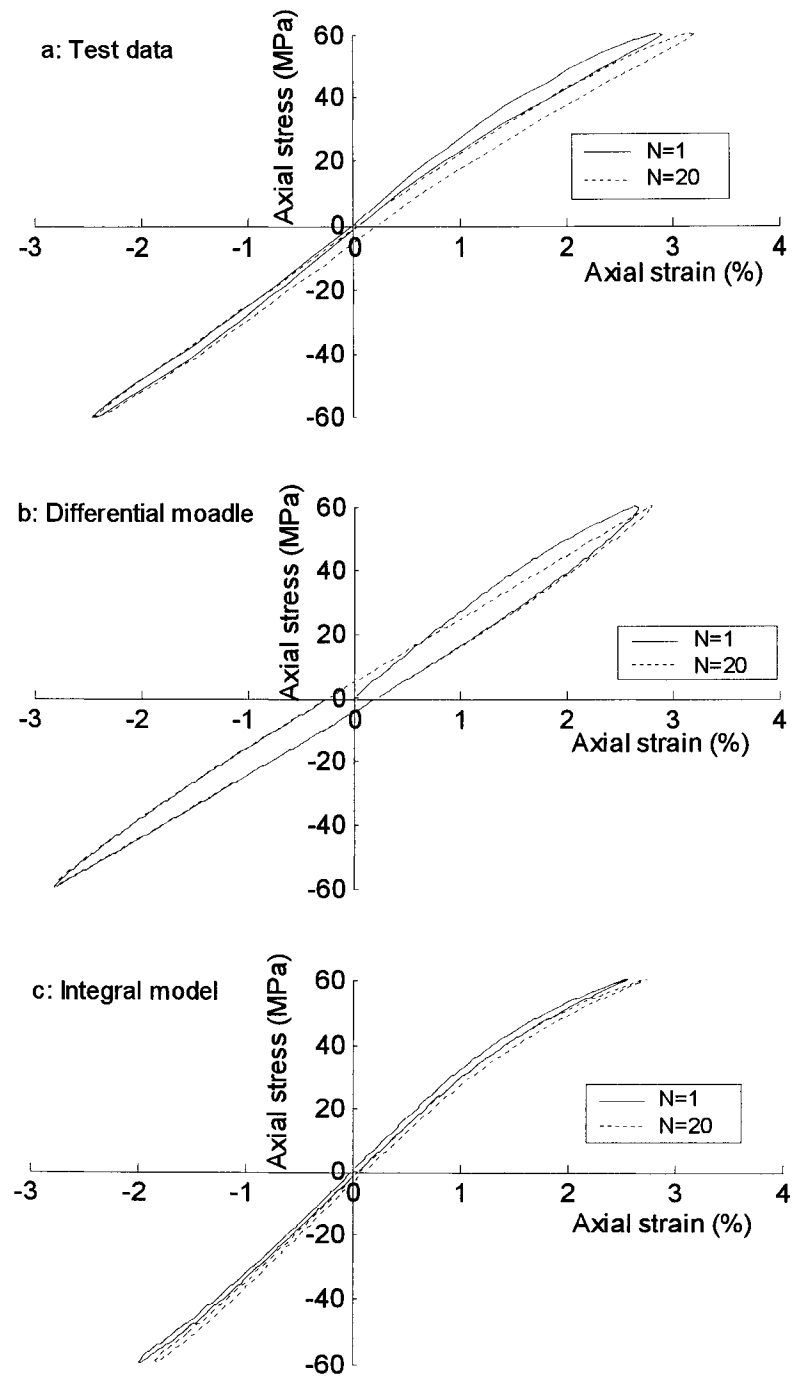 a: Test data
Axial stress (MPa)
60
40
20
0
-20
-40
-60
-3 -2 -1 0 1 2 3 4
Axial strain (%)
N=1
N=20
b: Differential moadle
Axial stress (MPa)
60
40
20
0
-20
-40
-60
-3 -2 -1 0 1 2 3 4
Axial strain (%)
N=1
N=20
c: Integral model
Axial stress (MPa)
60
40
20
0
-20
-40
-60
-3 -2 -1 0 1 2 3 4
Axial strain (%)
N=1
N=20